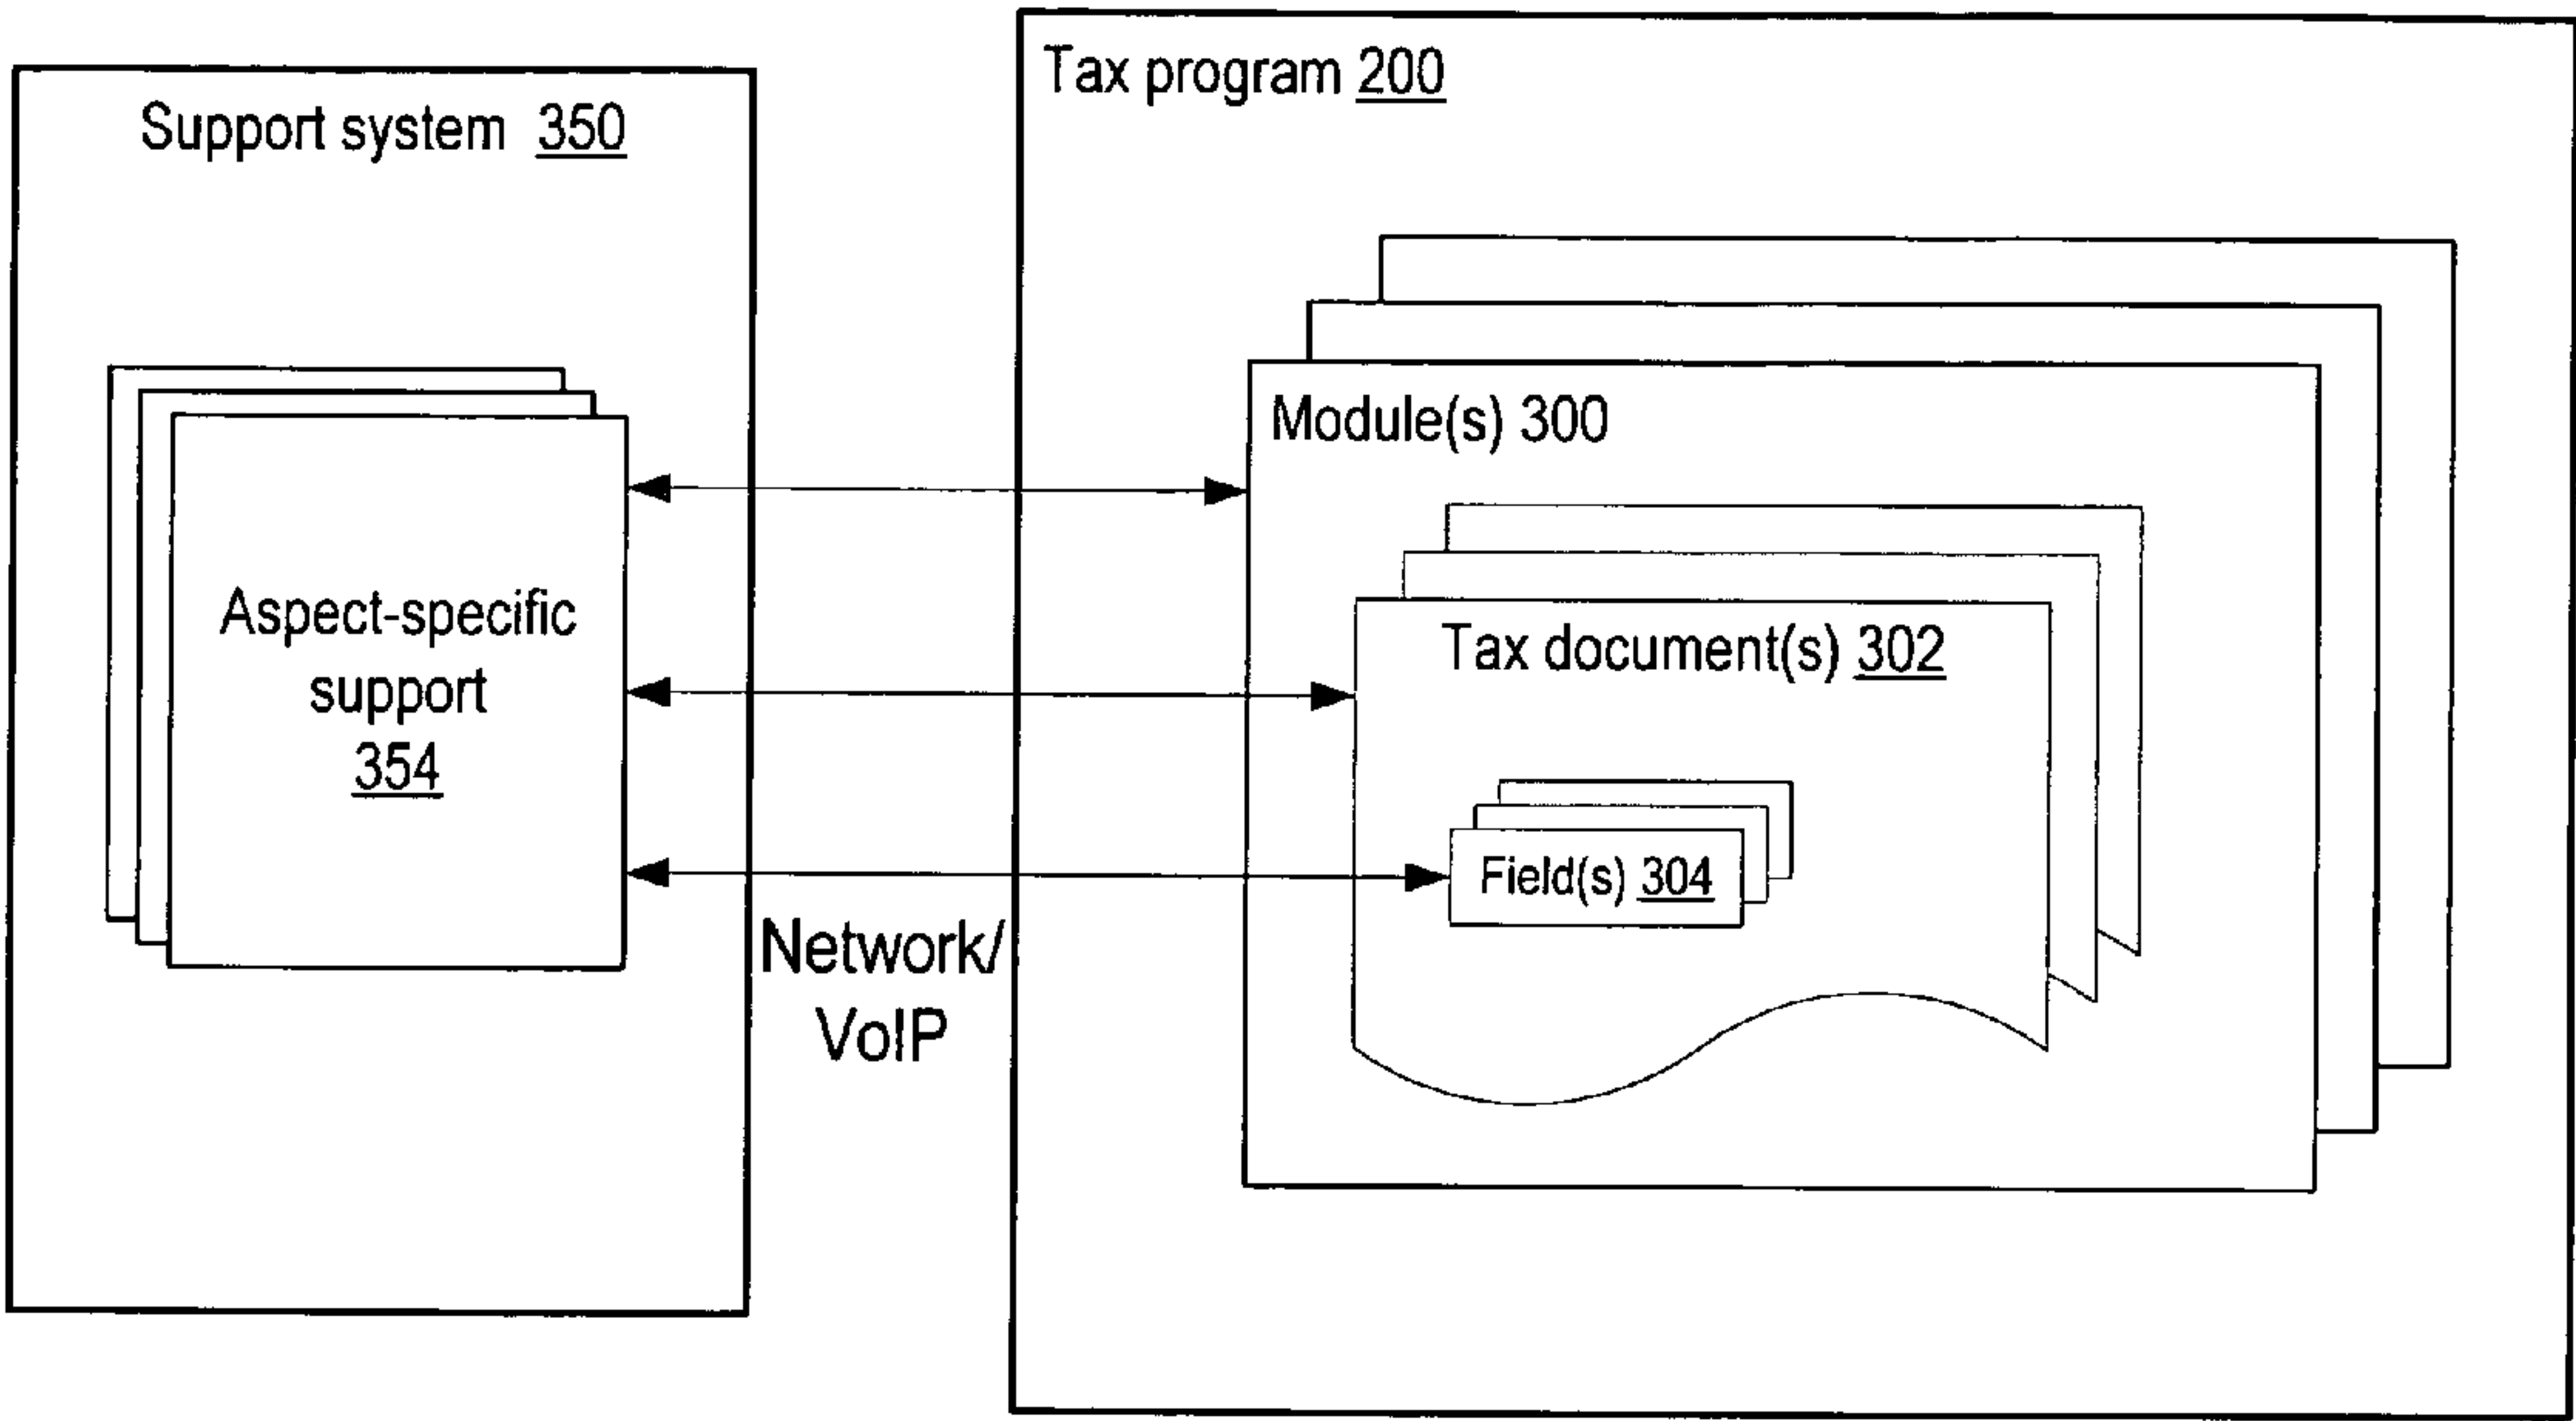 Support system 350
Aspect-specific
support
354
Network/
VoIP
Tax program 200
Module(s) 300
Tax document(s) 302
Field(s) 304